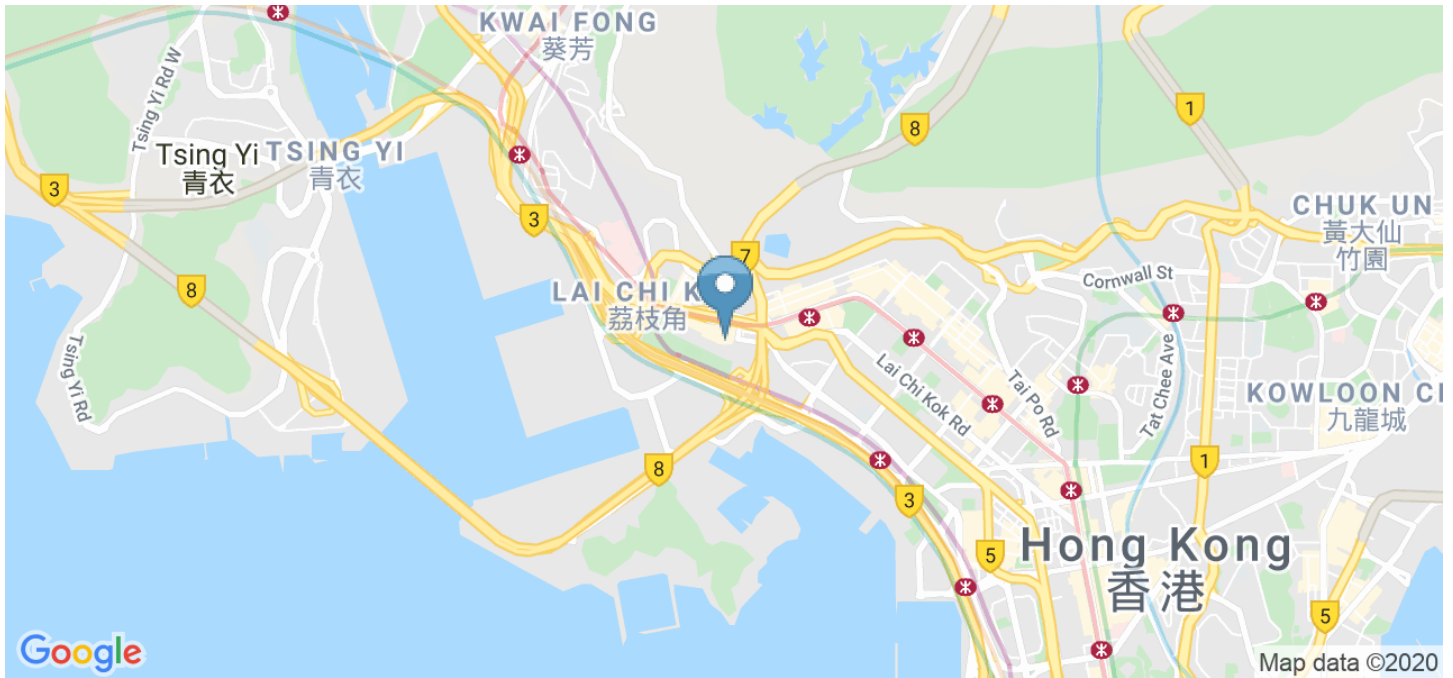 KWAI FONG
葵芳
Tsing Yi Rd W
1
8
Tsing Yi
青衣
TSING YI
青衣
3
3
CHUK UN
黃大仙
竹園
7
Cornwall St
8
LAI CHI K
荔枝角
Tsing Yi Rd
Lai Chi Kok Rd
Tai Po Rd
Tat Chee Ave
KOWLOON CI
九龍城
8
1
3
Hong Kong
香港
5
5
Google
Map data ©2020